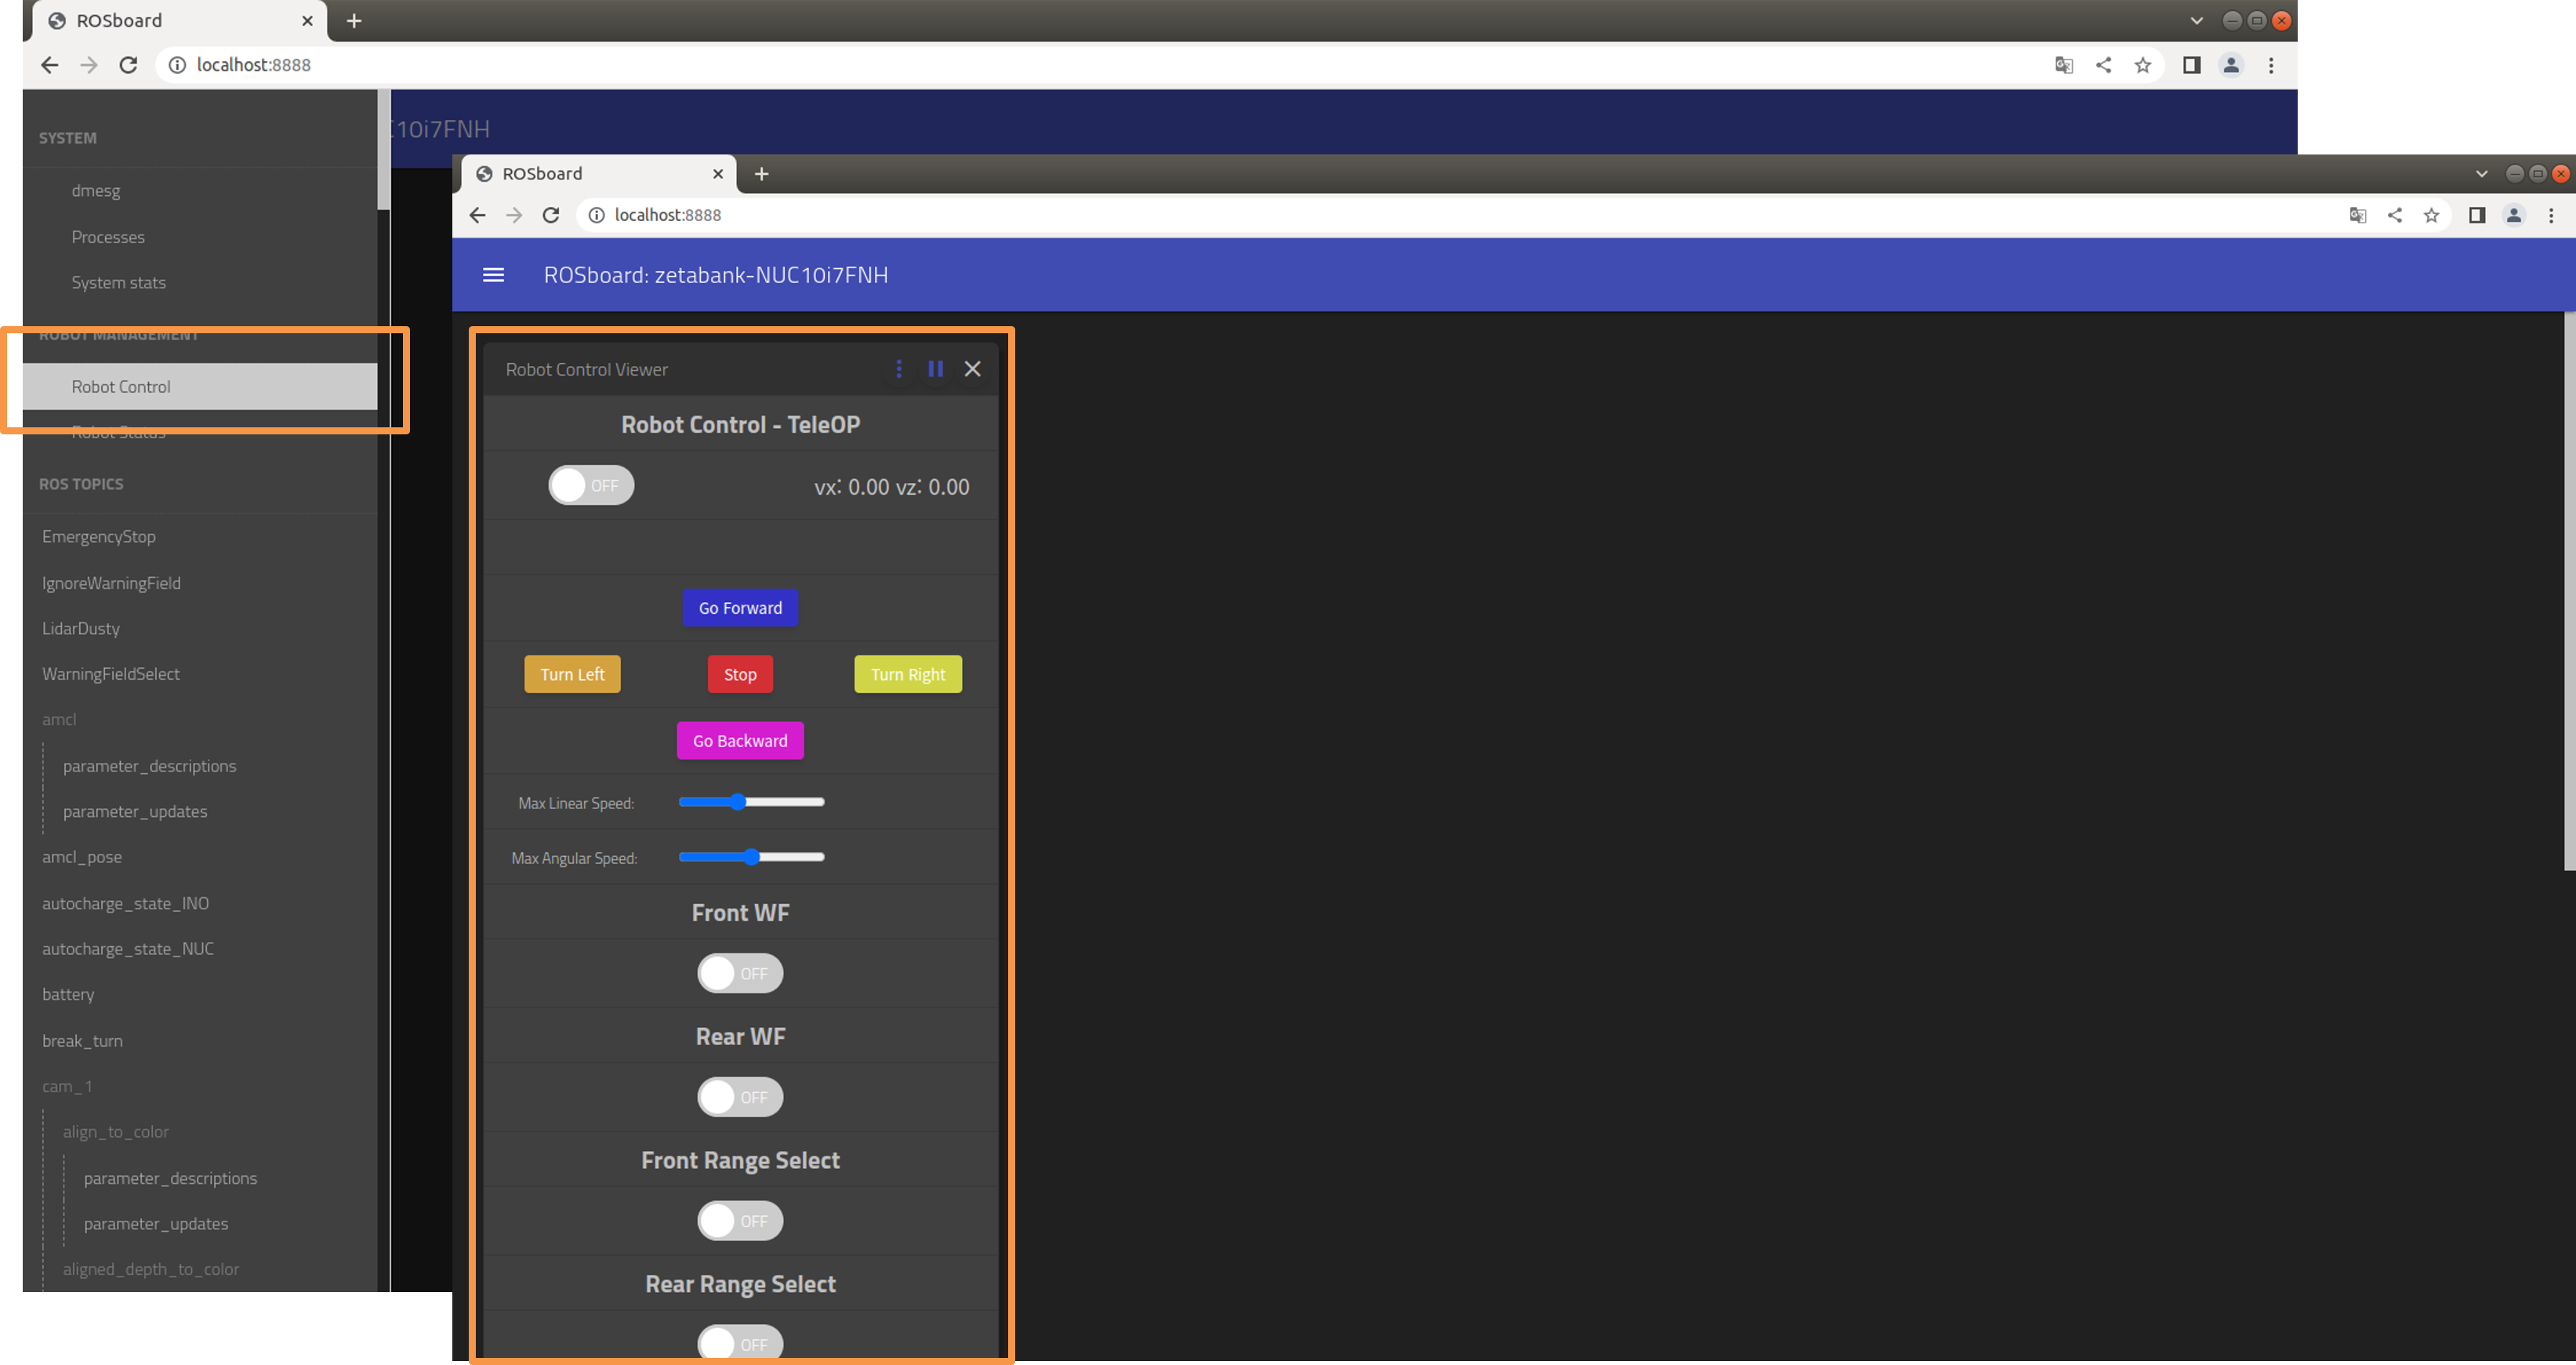 ROSboard
localhost:8888
C10i7FNH
SYSTEM
dmesg
Processes
System stats
ROBOT MANAGEMENT
Robot Control
Robot Status
ROS TOPICS
EmergencyStop
IgnoreWarningField
LidarDusty
WarningFieldSelect
amcl
parameter_descriptions
parameter_updates
amcl_pose
autocharge_state_INO
autocharge_state_NUC
battery
break_turn
cam_1
align_to_color
parameter_descriptions
parameter_updates
aligned_depth_to_color
ROSboard
localhost:8888
ROSboard: zetabank-NUC10i7FNH
Robot Control Viewer
Robot Control - TeleOP
OFF vx: 0.00 vz: 0.00
Go Forward
Turn Left Stop Turn Right
Go Backward
Max Linear Speed:
Max Angular Speed:
Front WF
OFF
Rear WF
OFF
Front Range Select
OFF
Rear Range Select
OFF